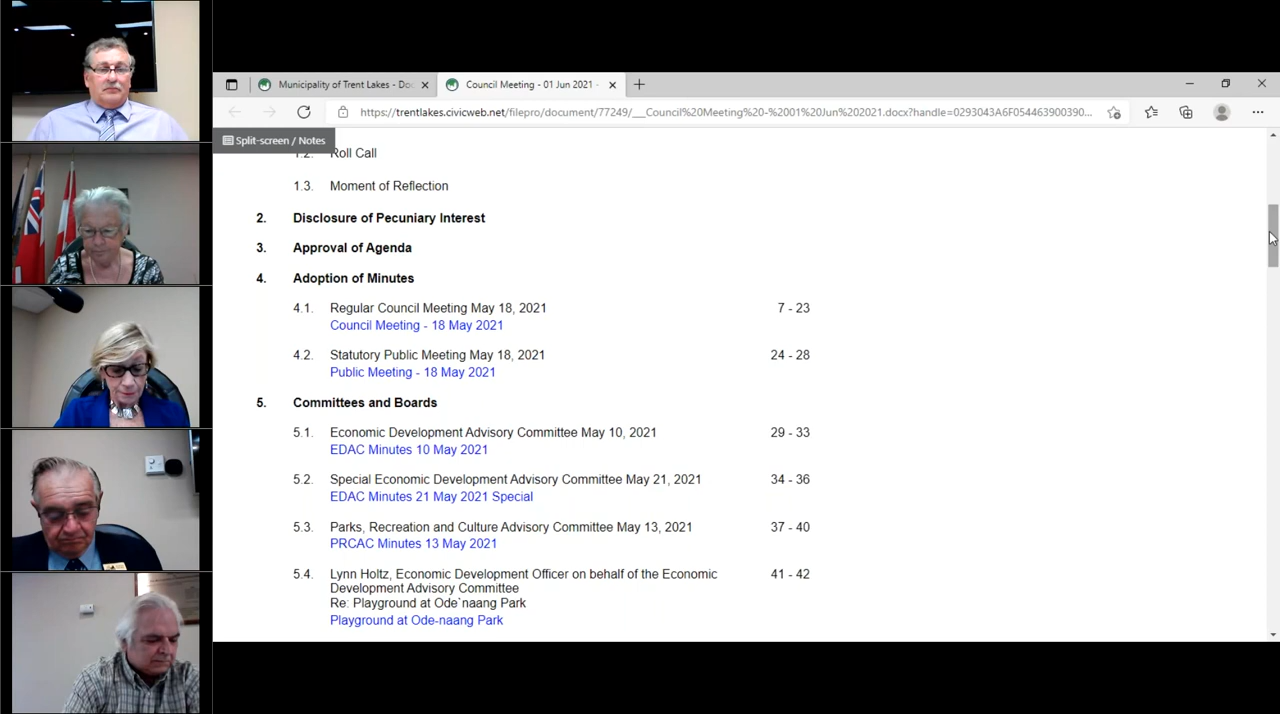 Municipality of Trent Lakes - Doc
Council Meeting - 01 Jun 2021 -
https://trentlakes.civicweb.net/filepro/document/77249/__Council%20Meeting%20-%2001%20Jun%202021.docx?handle=0293043A6F054463900390...
Split-screen / Notes
1.2. Roll Call
1.3. Moment of Reflection
2. Disclosure of Pecuniary Interest
3. Approval of Agenda
4. Adoption of Minutes
4.1. Regular Council Meeting May 18, 2021 7 - 23
Council Meeting - 18 May 2021
4.2. Statutory Public Meeting May 18, 2021 24 - 28
Public Meeting - 18 May 2021
5. Committees and Boards
5.1. Economic Development Advisory Committee May 10, 2021 29 - 33
EDAC Minutes 10 May 2021
5.2. Special Economic Development Advisory Committee May 21, 2021 34 - 36
EDAC Minutes 21 May 2021 Special
5.3. Parks, Recreation and Culture Advisory Committee May 13, 2021 37 - 40
PRCAC Minutes 13 May 2021
5.4. Lynn Holtz, Economic Development Officer on behalf of the Economic 41 - 42
Development Advisory Committee
Re: Playground at Ode`naang Park
Playground at Ode-naang Park